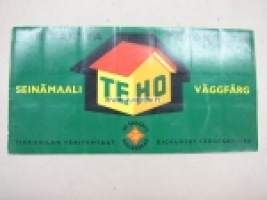 TEHO
SEINÄMAALI VÄGGFÄRG
TIKKURILAN VÄRITEHTAAT DICKURSBY FÄRGFABRIKER